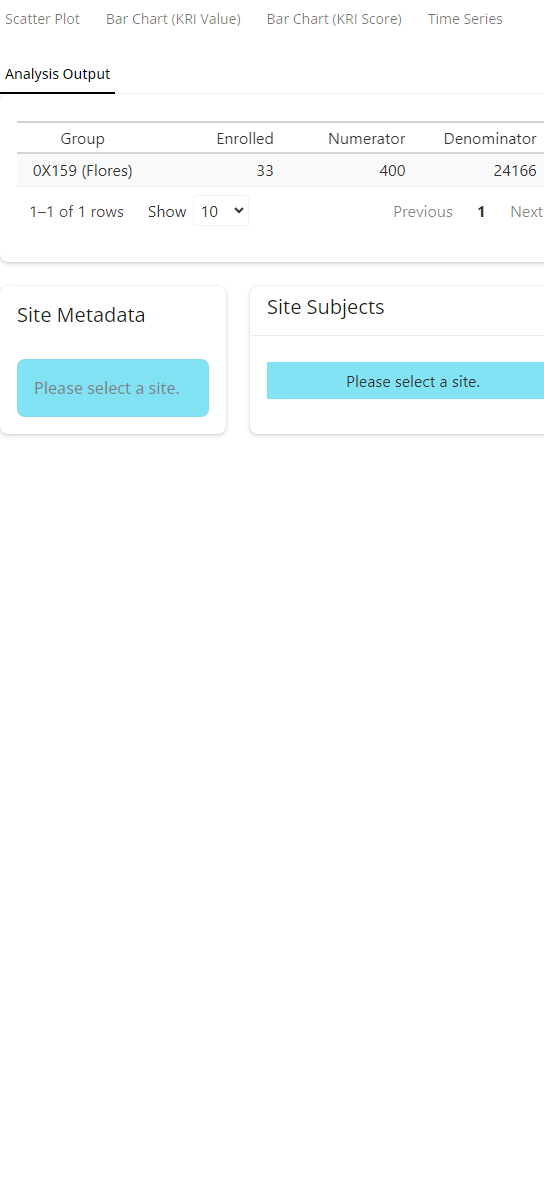 Scatter Plot Bar Chart (KRI Value) Bar Chart (KRI Score) Time Series
Analysis Output
Group Enrolled Numerator Denominator
0X159 (Flores) 33 400 24166
1–1 of 1 rows Show 10 Previous 1 Next
Site Metadata
Please select a site.
Site Subjects
Please select a site.